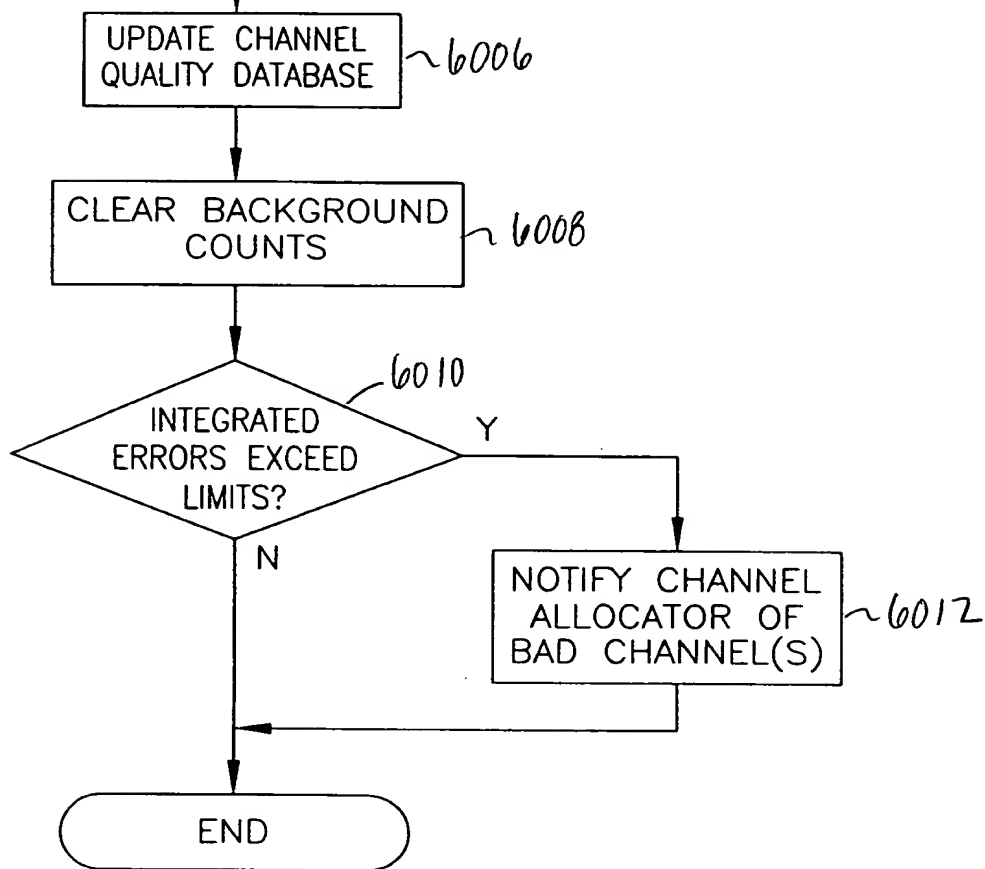 UPDATE CHANNEL
QUALITY DATABASE
6006
CLEAR BACKGROUND
COUNTS
6008
6010
INTEGRATED
ERRORS EXCEED
LIMITS?
Y
N
NOTIFY CHANNEL
ALLOCATOR OF
BAD CHANNEL(S)
6012
END